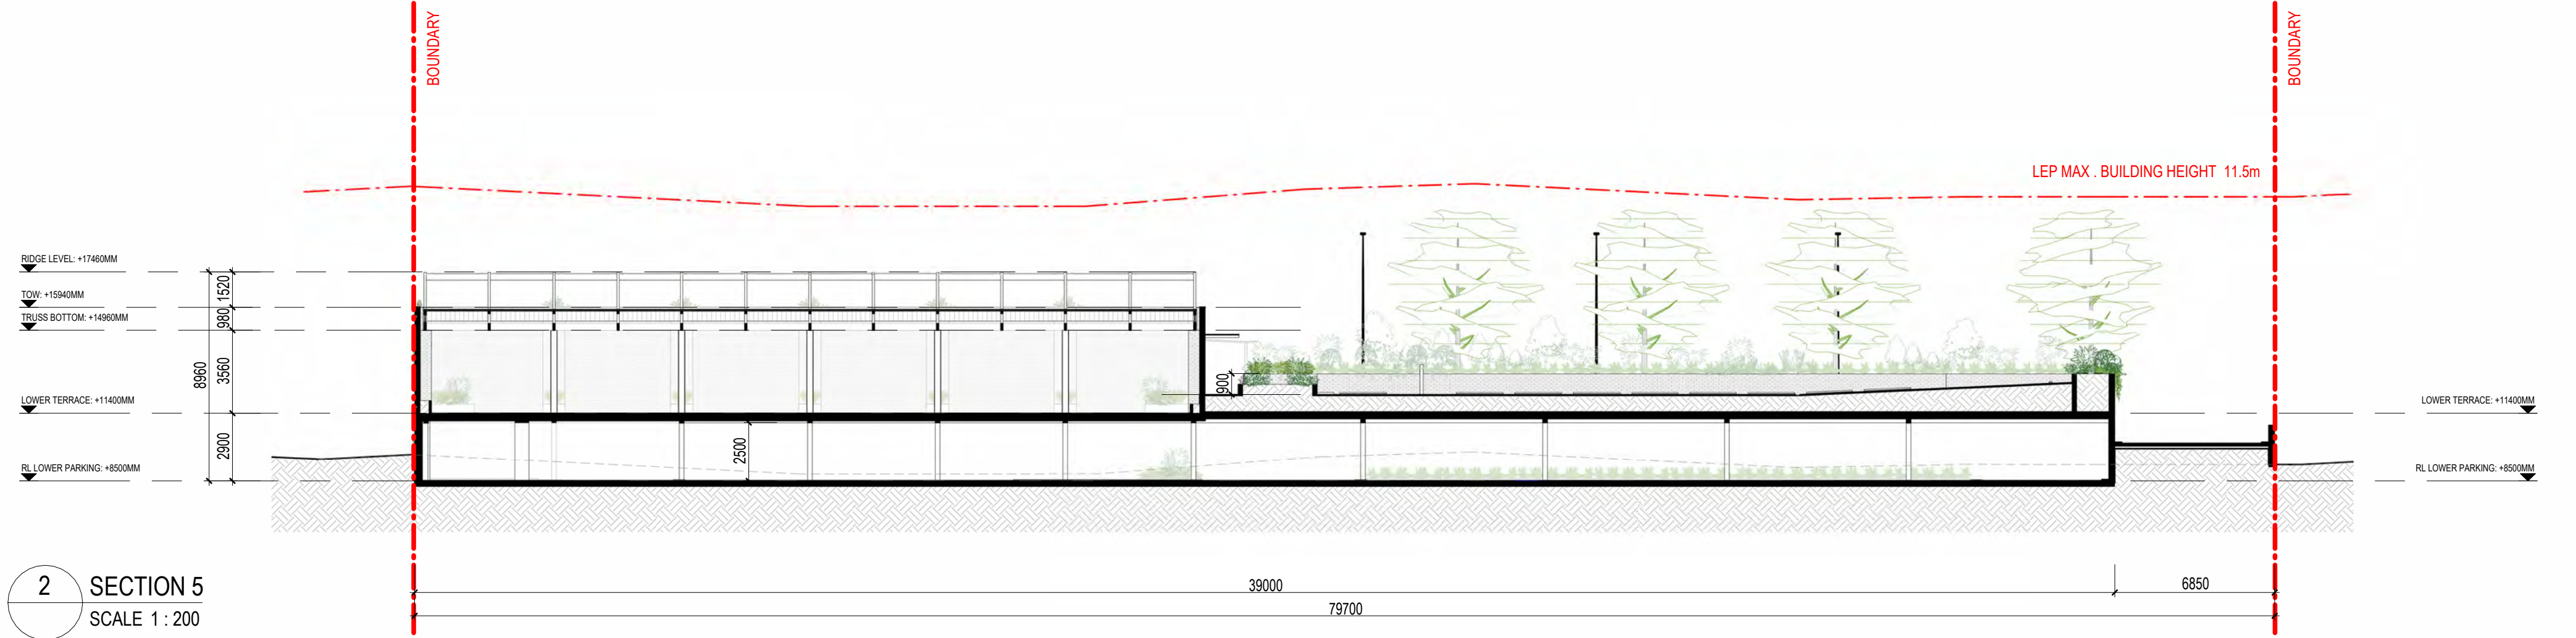 BOUNDARY
BOUNDARY
LEP MAX . BUILDING HEIGHT 11.5m
RIDGE LEVEL: +17460MM
TOW: +15940MM
TRUSS BOTTOM: +14960MM
LOWER TERRACE: +11400MM
RL LOWER PARKING: +8500MM
8960
1520
980
3560
2900
2500
900
LOWER TERRACE: +11400MM
RL LOWER PARKING: +8500MM
39000
6850
79700
2
SECTION 5
SCALE 1 : 200